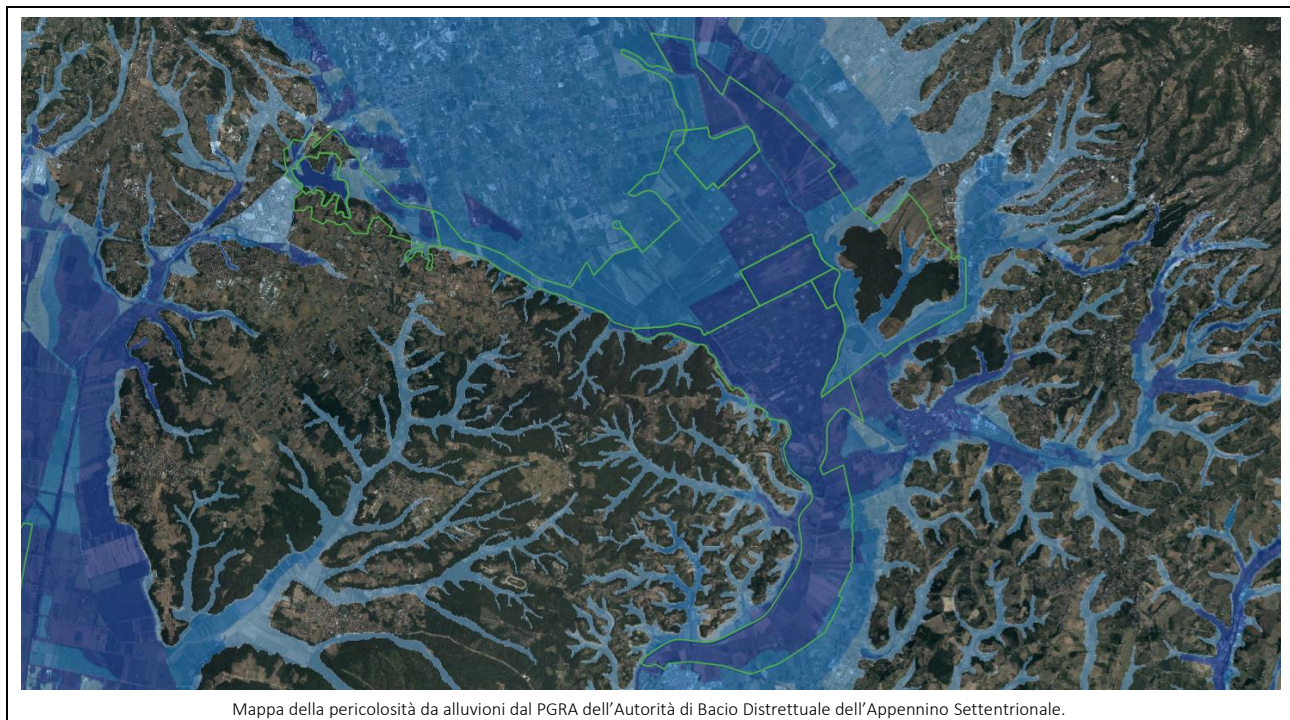 Mappa della pericolosità da alluvioni dal PGRA dell’Autorità di Bacio Distrettuale dell’Appennino Settentrionale.